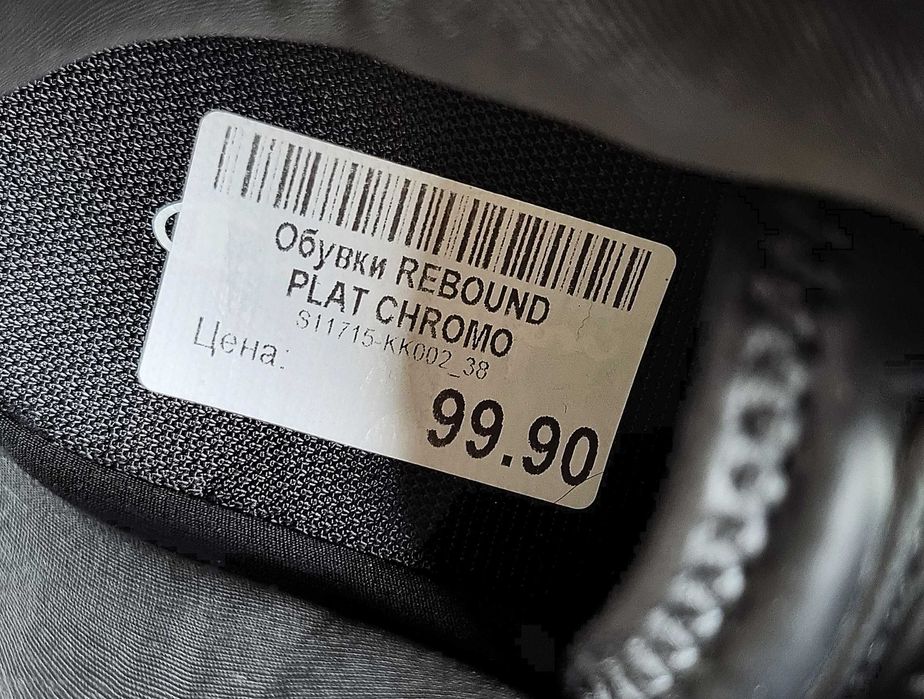 Обувки REBOUND
PLAT CHROMO
S11715-KK002_38
Цена:
99.90